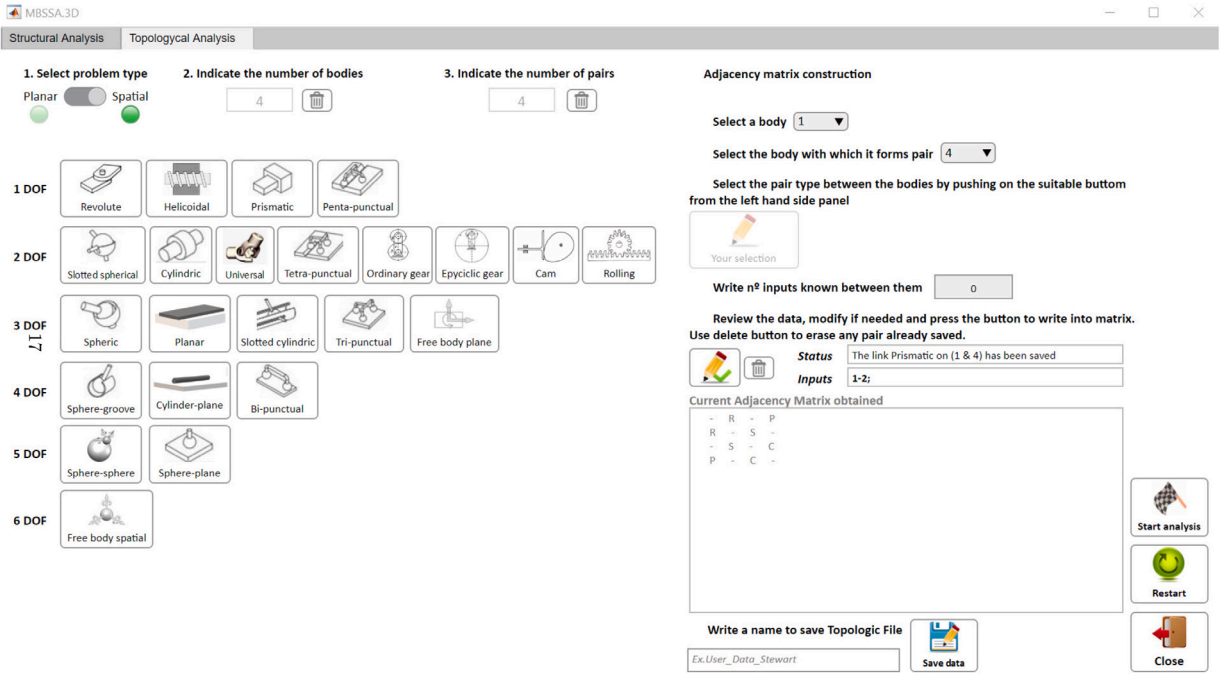 MBSSA.3D
Structural Analysis Topologycal Analysis
1. Select problem type 2. Indicate the number of bodies 3. Indicate the number of pairs
Planar Spatial 4 4
1 DOF
Revolute Helicoidal Prismatic Penta-punctual
2 DOF
Slotted spherical Cylindric Universal Tetra-punctual Ordinary gear Epyciclic gear Cam Rolling
3 DOF
17
Spheric Planar Slotted cylindric Tri-punctual Free body plane
4 DOF
Sphere-groove Cylinder-plane Bi-punctual
5 DOF
Sphere-sphere Sphere-plane
6 DOF
Free body spatial
Adjacency matrix construction
Select a body 1
Select the body with which it forms pair 4
Select the pair type between the bodies by pushing on the suitable buttom
from the left hand side panel
Your selection
Write nº inputs known between them 0
Review the data, modify if needed and press the button to write into matrix.
Use delete button to erase any pair already saved.
Status The link Prismatic on (1 & 4) has been saved
Inputs 1-2;
Current Adjacency Matrix obtained
- R - P
R - S -
- S - C
P - C -
Start analysis
Restart
Write a name to save Topologic File
Ex.User_Data_Stewart
Save data
Close